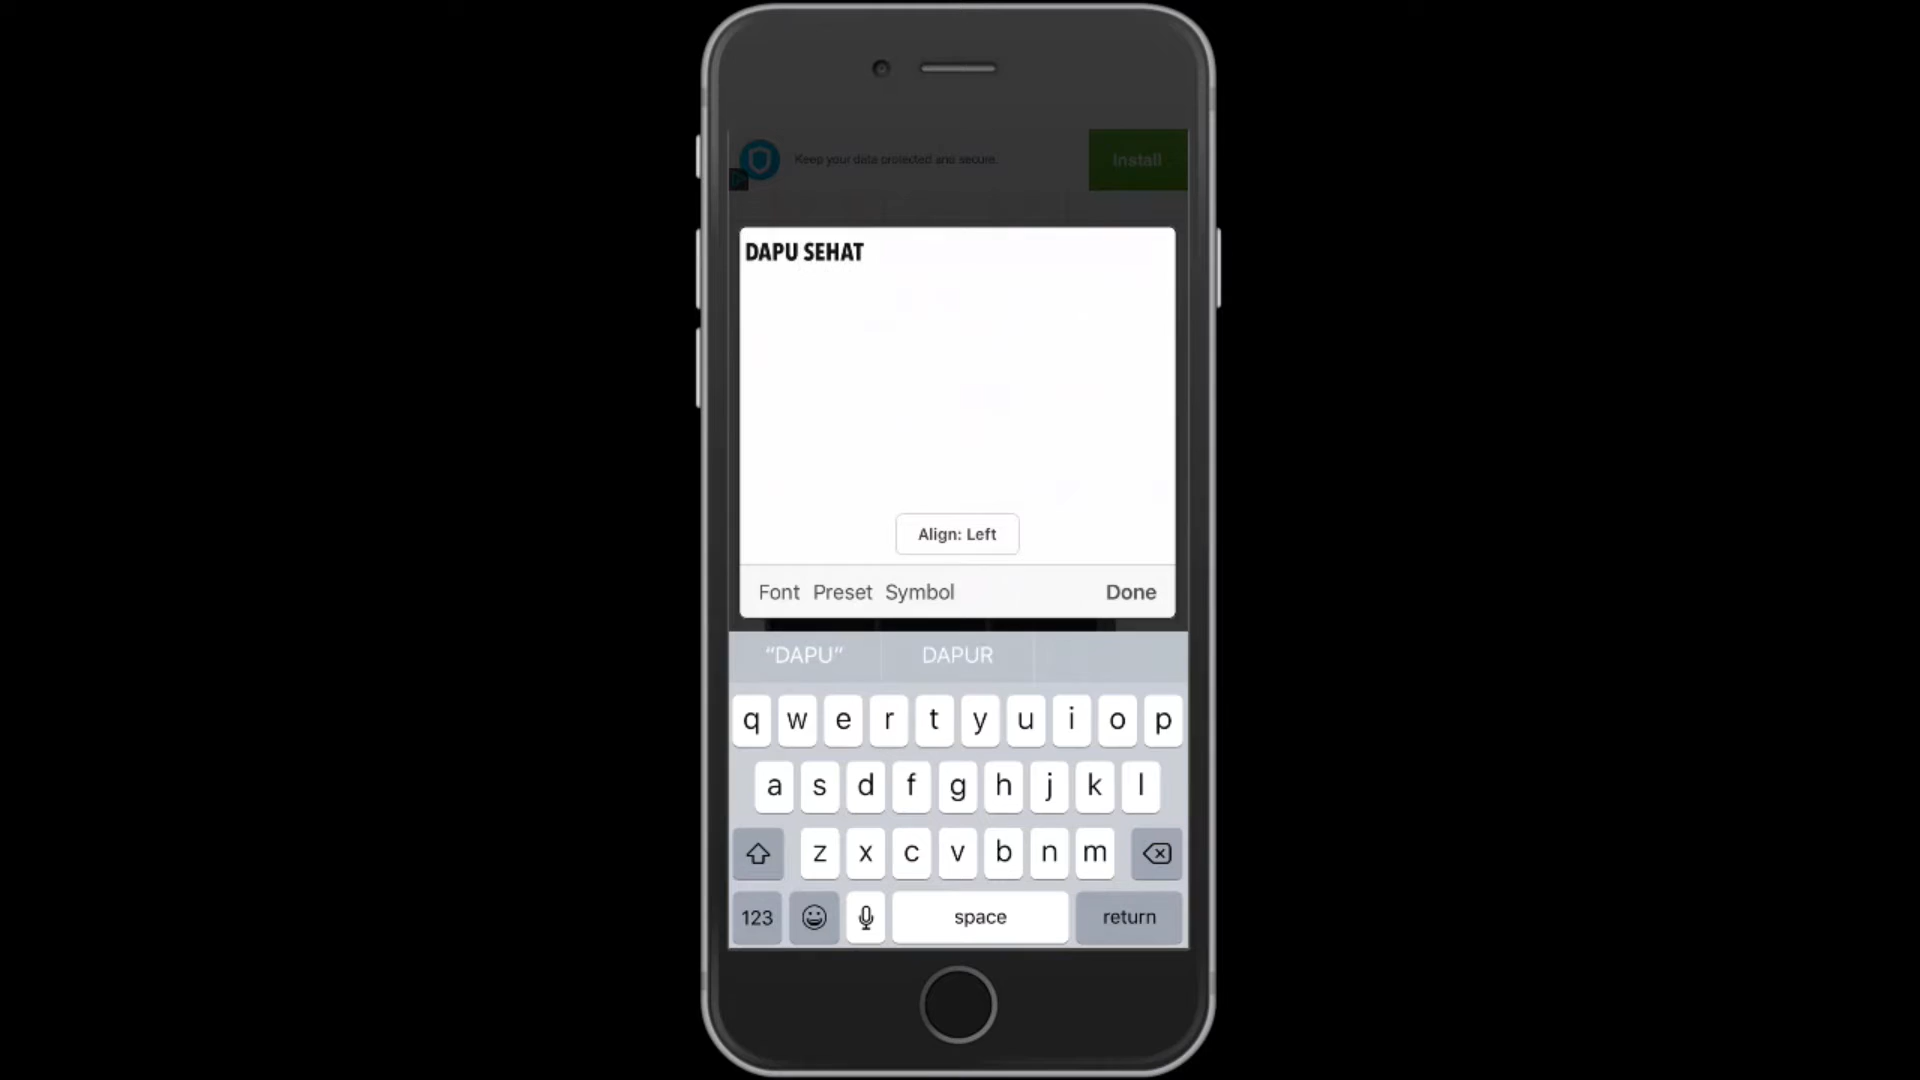 Keep your data protected and secure.
Install
DAPU SEHAT
Align: Left
Font Preset Symbol Done
“DAPU” DAPUR
q w e r t y u i o p
a s d f g h j k l
z x c v b n m
123 space return